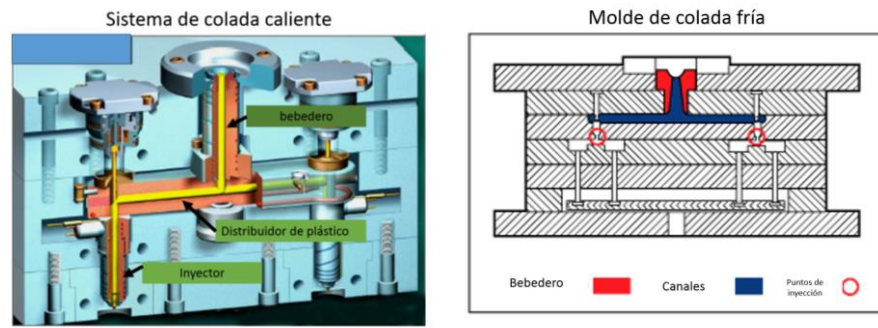 Sistema de colada caliente
bebedero
Distribuidor de plástico
Inyector
Molde de colada fría
Bebedero
Canales
Puntos de
inyección